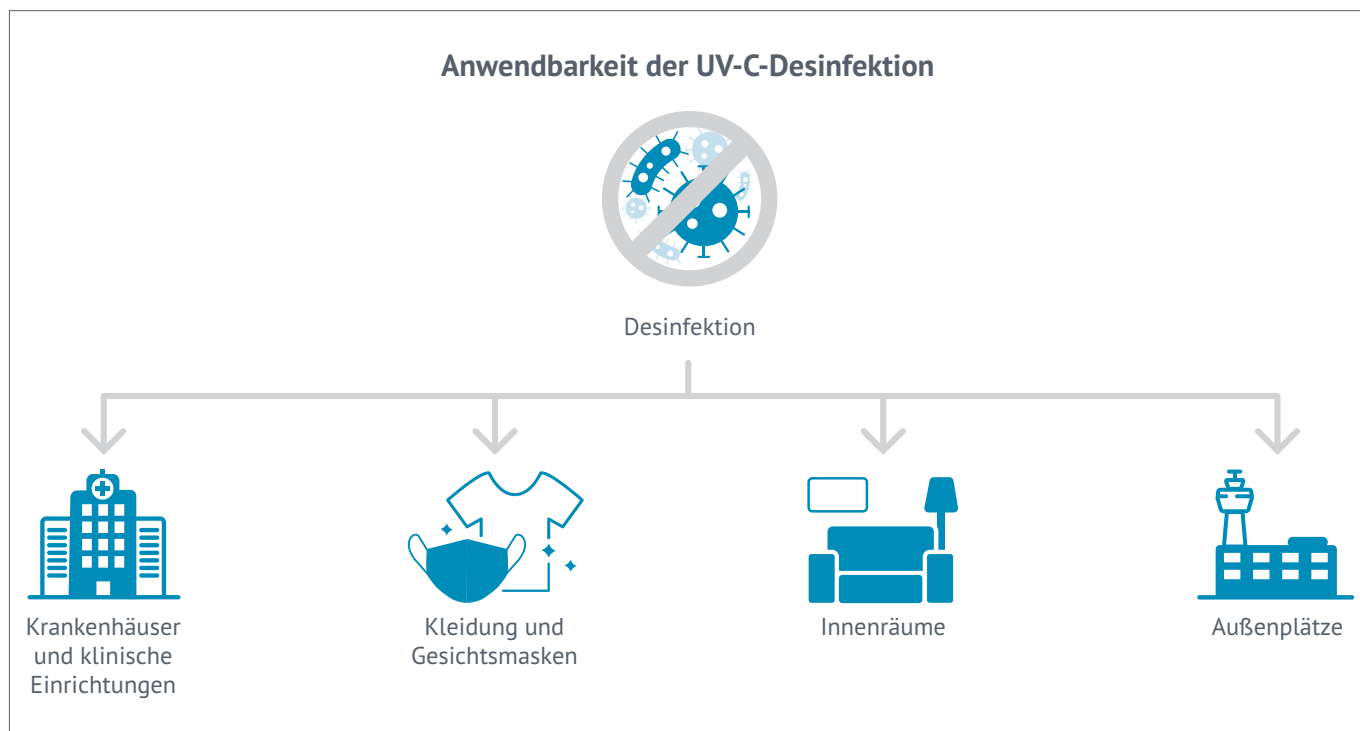 Anwendbarkeit der UV-C-Desinfektion
Desinfektion
Krankenhäuser
und klinische
Einrichtungen
Kleidung und
Gesichtsmasken
Innenräume
Außenplätze